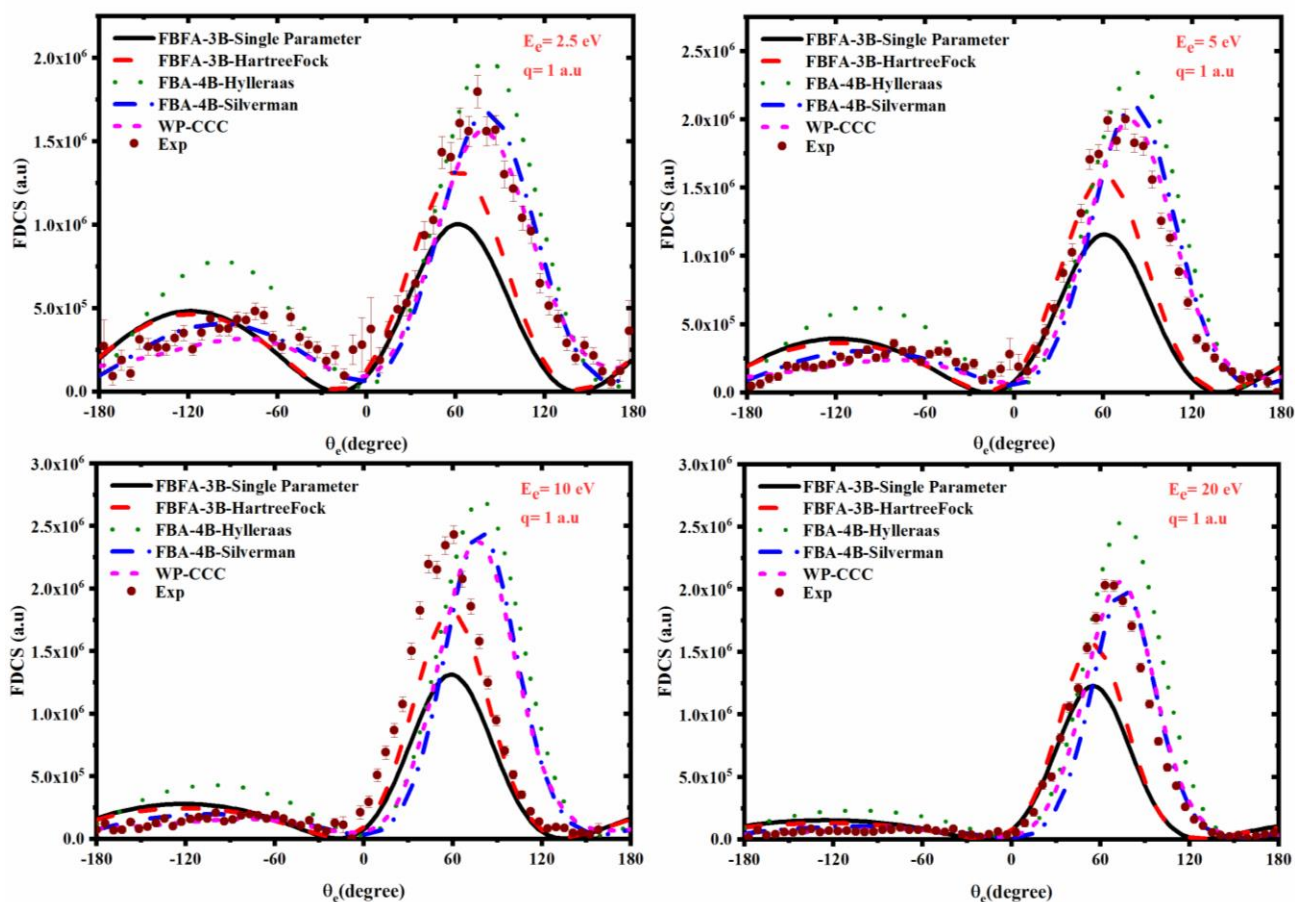 FBFA-3B-Single Parameter
FBFA-3B-HartreeFock
FBA-4B-Hylleraas
FBA-4B-Silverman
WP-CCC
Exp
E_e= 2.5 eV
q= 1 a.u
2.0x10^6
1.5x10^6
1.0x10^6
5.0x10^5
0.0
FDCS (a.u)
-180 -120 -60 0 60 120 180
θ_e(degree)
FBFA-3B-Single Parameter
FBFA-3B-HartreeFock
FBA-4B-Hylleraas
FBA-4B-Silverman
WP-CCC
Exp
E_e= 5 eV
q= 1 a.u
2.5x10^6
2.0x10^6
1.5x10^6
1.0x10^6
5.0x10^5
0.0
FDCS (a.u)
-180 -120 -60 0 60 120 180
θ_e(degree)
FBFA-3B-Single Parameter
FBFA-3B-HartreeFock
FBA-4B-Hylleraas
FBA-4B-Silverman
WP-CCC
Exp
E_e= 10 eV
q= 1 a.u
3.0x10^6
2.5x10^6
2.0x10^6
1.5x10^6
1.0x10^6
5.0x10^5
0.0
FDCS (a.u)
-180 -120 -60 0 60 120 180
θ_e(degree)
FBFA-3B-Single Parameter
FBFA-3B-HartreeFock
FBA-4B-Hylleraas
FBA-4B-Silverman
WP-CCC
Exp
E_e= 20 eV
q= 1 a.u
3.0x10^6
2.5x10^6
2.0x10^6
1.5x10^6
1.0x10^6
5.0x10^5
0.0
FDCS (a.u)
-180 -120 -60 0 60 120 180
θ_e(degree)